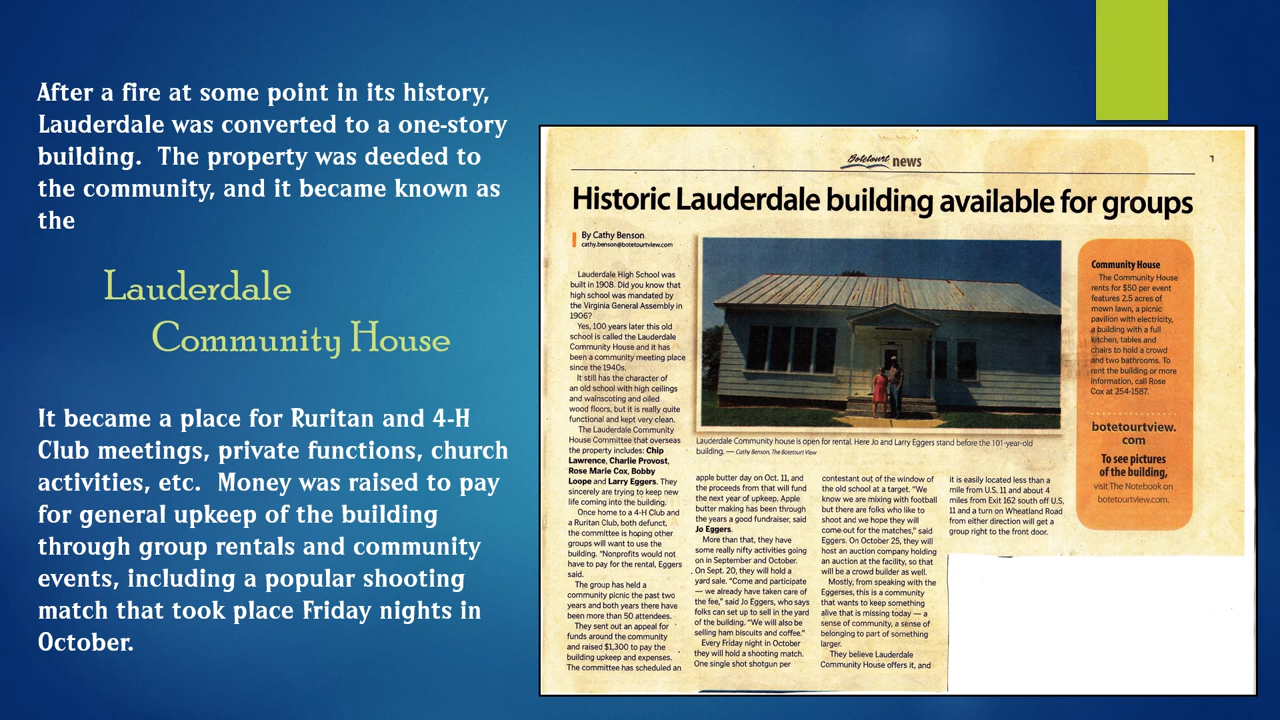 After a fire at some point in its history,
Lauderdale was converted to a one-story
building.  The property was deeded to
the community, and it became known as
the
Lauderdale
Community House
It became a place for Ruritan and 4-H
Club meetings, private functions, church
activities, etc.  Money was raised to pay
for general upkeep of the building
through group rentals and community
events, including a popular shooting
match that took place Friday nights in
October.
Botetourt news
1
Historic Lauderdale building available for groups
By Cathy Benson
cathy.benson@botetourtview.com
Lauderdale High School was
built in 1908. Did you know that
high school was mandated by
the Virginia General Assembly in
1906?
Yes, 100 years later this old
school is called the Lauderdale
Community House and it has
been a community meeting place
since the 1940s.
It still has the character of
an old school with high ceilings
and wainscoting and oiled
wood floors, but it is really quite
functional and kept very clean.
The Lauderdale Community
House Committee that oversees
the property includes: Chip
Lawrence, Charlie Provost,
Rose Marie Cox, Bobby
Loope and Larry Eggers. They
sincerely are trying to keep new
life coming into the building.
Once home to a 4-H Club and
a Ruritan Club, both defunct,
the committee is hoping other
groups will want to use the
building. "Nonprofits would not
have to pay for the rental, Eggers
said.
The group has held a
community picnic the past two
years and both years there have
been more than 50 attendees.
They sent out an appeal for
funds around the community
and raised $1,300 to pay the
building upkeep and expenses.
The committee has scheduled an
Lauderdale Community house is open for rental. Here Jo and Larry Eggers stand before the 101-year-old
building. — Cathy Benson, The Botetourt View
apple butter day on Oct. 11, and
the proceeds from that will fund
the next year of upkeep. Apple
butter making has been through
the years a good fundraiser, said
Jo Eggers.
More than that, they have
some really nifty activities going
on in September and October.
On Sept. 20, they will hold a
yard sale. "Come and participate
— we already have taken care of
the fee," said Jo Eggers, who says
folks can set up to sell in the yard
of the building. "We will also be
selling ham biscuits and coffee."
Every Friday night in October
they will hold a shooting match.
One single shot shotgun per
contestant out of the window of
the old school at a target. "We
know we are mixing with football
but there are folks who like to
shoot and we hope they will
come out for the matches," said
Eggers. On October 25, they will
host an auction company holding
an auction at the facility, so that
will be a crowd builder as well.
Mostly, from speaking with the
Eggerses, this is a community
that wants to keep something
alive that is missing today — a
sense of community, a sense of
belonging to part of something
larger.
They believe Lauderdale
Community House offers it, and
it is easily located less than a
mile from U.S. 11 and about 4
miles from Exit 162 south off U.S.
11 and a turn on Wheatland Road
from either direction will get a
group right to the front door.
Community House
The Community House
rents for $50 per event
features 2.5 acres of
mown lawn, a picnic
pavilion with electricity,
a building with a full
kitchen, tables and
chairs to hold a crowd
and two bathrooms. To
rent the building or more
information, call Rose
Cox at 254-1587.
botetourtview.
com
To see pictures
of the building,
visit The Notebook on
botetourtview.com.